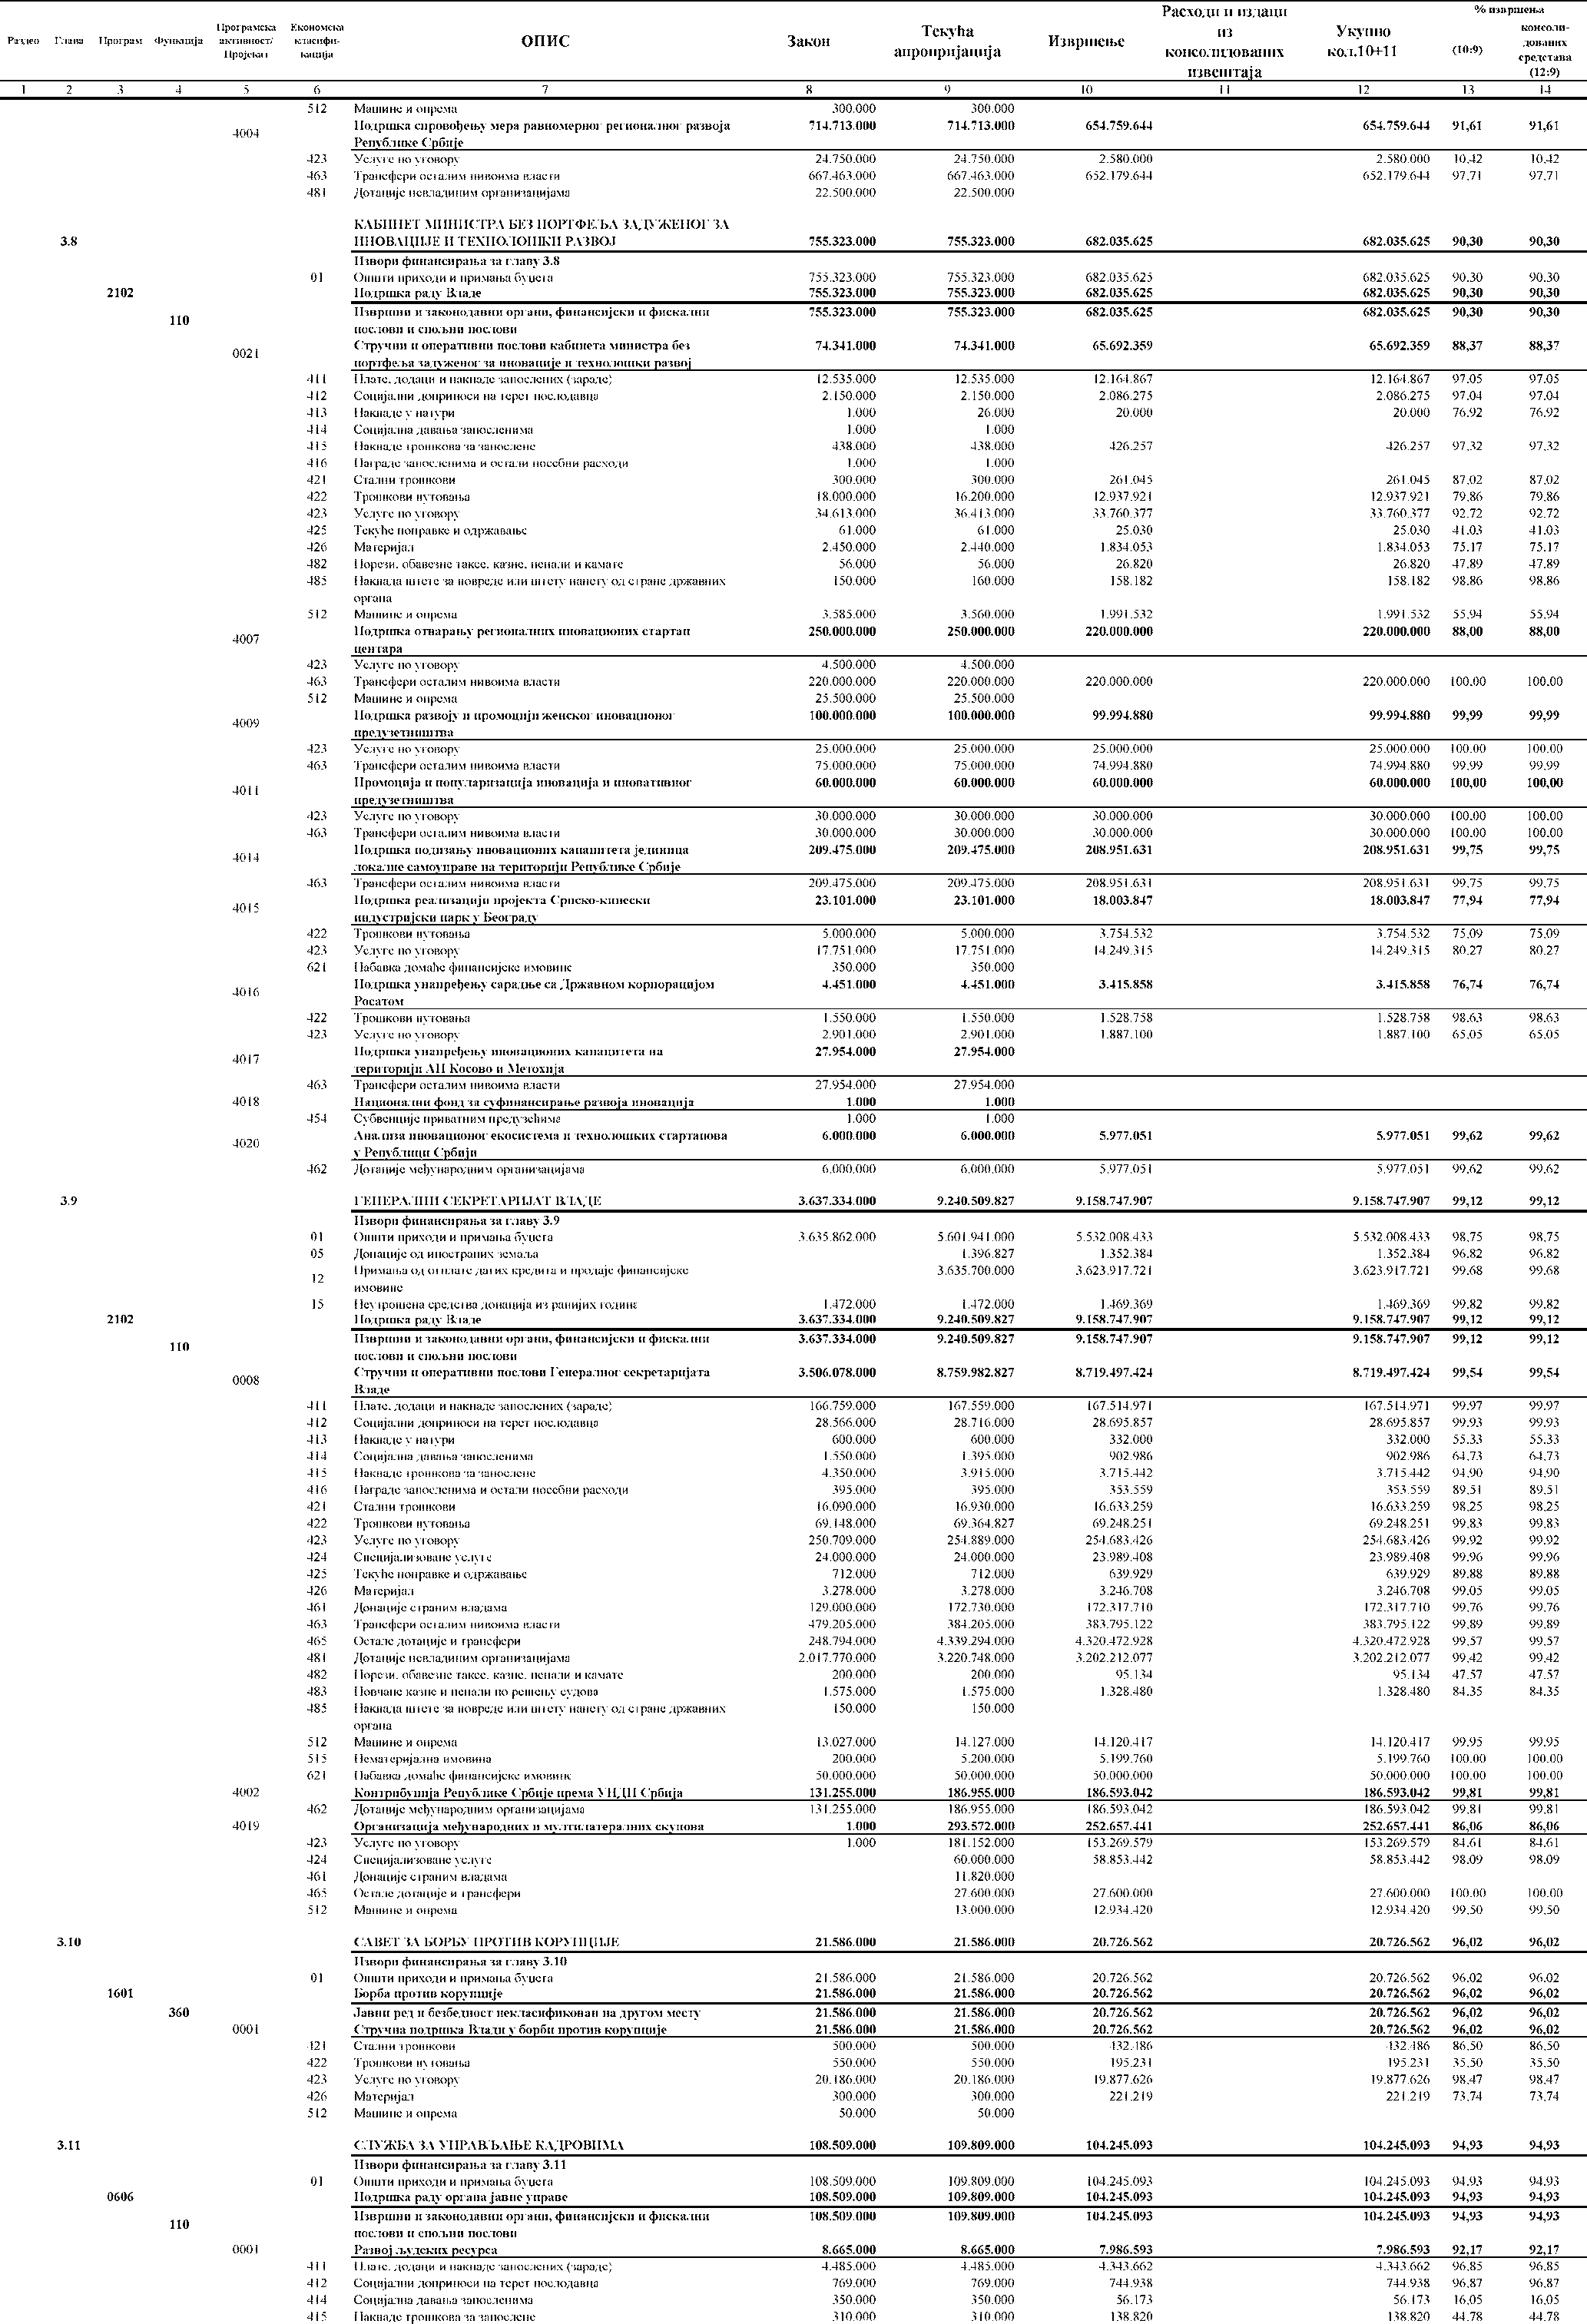 Раздео Глава Програм Функција Програмска активност/ Пројекат Економска класифи-кација ОПИС Закон Текућа апропријација Извршење Расходи и издаци из консолидованих извештаја Укупно кол.10+11 % извршења (10:9) консоли-дованих средстава (12:9)
1 2 3 4 5 6 7 8 9 10 11 12 13 14
512 Машине и опрема 300.000 300.000
4004 Подршка спровођењу мера равномерног регионалног развоја 714.713.000 714.713.000 654.759.644 654.759.644 91,61 91,61
Републике Србије
423 Услуге по уговору 24.750.000 24.750.000 2.580.000 2.580.000 10,42 10,42
463 Трансфери осталим нивоима власти 667.463.000 667.463.000 652.179.644 652.179.644 97,71 97,71
481 Дотације невладиним организацијама 22.500.000 22.500.000
КАБИНЕТ МИНИСТРА БЕЗ ПОРТФЕЉА ЗАДУЖЕНОГ ЗА
3.8 ИНОВАЦИЈЕ И ТЕХНОЛОШКИ РАЗВОЈ 755.323.000 755.323.000 682.035.625 682.035.625 90,30 90,30
Извори финансирања за главу 3.8
01 Општи приходи и примања буџета 755.323.000 755.323.000 682.035.625 682.035.625 90,30 90,30
2102 Подршка раду Владе 755.323.000 755.323.000 682.035.625 682.035.625 90,30 90,30
110 Извршни и законодавни органи, финансијски и фискални 755.323.000 755.323.000 682.035.625 682.035.625 90,30 90,30
послови и спољни послови
0021 Стручни и оперативни послови кабинета министра без 74.341.000 74.341.000 65.692.359 65.692.359 88,37 88,37
портфеља задуженог за иновације и технолошки развој
411 Плате, додаци и накнаде запослених (зараде) 12.535.000 12.535.000 12.164.867 12.164.867 97,05 97,05
412 Социјални доприноси на терет послодавца 2.150.000 2.150.000 2.086.275 2.086.275 97,04 97,04
413 Накнаде у натури 1.000 26.000 20.000 20.000 76,92 76,92
414 Социјална давања запосленима 1.000 1.000
415 Накнаде трошкова за запослене 438.000 438.000 426.257 426.257 97,32 97,32
416 Награде запосленима и остали посебни расходи 1.000 1.000
421 Стални трошкови 300.000 300.000 261.045 261.045 87,02 87,02
422 Трошкови путовања 18.000.000 16.200.000 12.937.921 12.937.921 79,86 79,86
423 Услуге по уговору 34.613.000 36.413.000 33.760.377 33.760.377 92,72 92,72
425 Текуће поправке и одржавање 61.000 61.000 25.030 25.030 41,03 41,03
426 Материјал 2.450.000 2.440.000 1.834.053 1.834.053 75,17 75,17
482 Порези, обавезне таксе, казне, пенали и камате 56.000 56.000 26.820 26.820 47,89 47,89
485 Накнада штете за повреде или штету нанету од стране државних 150.000 160.000 158.182 158.182 98,86 98,86
органа
512 Машине и опрема 3.585.000 3.560.000 1.991.532 1.991.532 55,94 55,94
4007 Подршка отварању регионалних иновационих стартап 250.000.000 250.000.000 220.000.000 220.000.000 88,00 88,00
центара
423 Услуге по уговору 4.500.000 4.500.000
463 Трансфери осталим нивоима власти 220.000.000 220.000.000 220.000.000 220.000.000 100,00 100,00
512 Машине и опрема 25.500.000 25.500.000
4009 Подршка развоју и промоцији женског иновационог 100.000.000 100.000.000 99.994.880 99.994.880 99,99 99,99
предузетништва
423 Услуге по уговору 25.000.000 25.000.000 25.000.000 25.000.000 100,00 100,00
463 Трансфери осталим нивоима власти 75.000.000 75.000.000 74.994.880 74.994.880 99,99 99,99
4011 Промоција и популаризација иновација и иновативног 60.000.000 60.000.000 60.000.000 60.000.000 100,00 100,00
предузетништва
423 Услуге по уговору 30.000.000 30.000.000 30.000.000 30.000.000 100,00 100,00
463 Трансфери осталим нивоима власти 30.000.000 30.000.000 30.000.000 30.000.000 100,00 100,00
4014 Подршка подизању иновационих капацитета јединица 209.475.000 209.475.000 208.951.631 208.951.631 99,75 99,75
локалне самоуправе на територији Републике Србије
463 Трансфери осталим нивоима власти 209.475.000 209.475.000 208.951.631 208.951.631 99,75 99,75
4015 Подршка реализацији пројекта Српско-кинески 23.101.000 23.101.000 18.003.847 18.003.847 77,94 77,94
индустријски парк у Београду
422 Трошкови путовања 5.000.000 5.000.000 3.754.532 3.754.532 75,09 75,09
423 Услуге по уговору 17.751.000 17.751.000 14.249.315 14.249.315 80,27 80,27
621 Набавка домаће финансијске имовине 350.000 350.000
4016 Подршка унапређењу сарадње са Државном корпорацијом 4.451.000 4.451.000 3.415.858 3.415.858 76,74 76,74
Росатом
422 Трошкови путовања 1.550.000 1.550.000 1.528.758 1.528.758 98,63 98,63
423 Услуге по уговору 2.901.000 2.901.000 1.887.100 1.887.100 65,05 65,05
4017 Подршка унапређењу иновационих капацитета на 27.954.000 27.954.000
територији АП Косово и Метохија
463 Трансфери осталим нивоима власти 27.954.000 27.954.000
4018 Национални фонд за суфинансирање развоја иновација 1.000 1.000
454 Субвенције приватним предузећима 1.000 1.000
4020 Анализа иновационог екосистема и технолошких стартапова 6.000.000 6.000.000 5.977.051 5.977.051 99,62 99,62
у Републици Србији
462 Дотације међународним организацијама 6.000.000 6.000.000 5.977.051 5.977.051 99,62 99,62
3.9 ГЕНЕРАЛНИ СЕКРЕТАРИЈАТ ВЛАДЕ 3.637.334.000 9.240.509.827 9.158.747.907 9.158.747.907 99,12 99,12
Извори финансирања за главу 3.9
01 Општи приходи и примања буџета 3.635.862.000 5.601.941.000 5.532.008.433 5.532.008.433 98,75 98,75
05 Донације од иностраних земаља 1.396.827 1.352.384 1.352.384 96,82 96,82
12 Примања од отплате датих кредита и продаје финансијске 3.635.700.000 3.623.917.721 3.623.917.721 99,68 99,68
имовине
15 Неутрошена средства донација из ранијих година 1.472.000 1.472.000 1.469.369 1.469.369 99,82 99,82
2102 Подршка раду Владе 3.637.334.000 9.240.509.827 9.158.747.907 9.158.747.907 99,12 99,12
110 Извршни и законодавни органи, финансијски и фискални 3.637.334.000 9.240.509.827 9.158.747.907 9.158.747.907 99,12 99,12
послови и спољни послови
0008 Стручни и оперативни послови Генералног секретаријата 3.506.078.000 8.759.982.827 8.719.497.424 8.719.497.424 99,54 99,54
Владе
411 Плате, додаци и накнаде запослених (зараде) 166.759.000 167.559.000 167.514.971 167.514.971 99,97 99,97
412 Социјални доприноси на терет послодавца 28.566.000 28.716.000 28.695.857 28.695.857 99,93 99,93
413 Накнаде у натури 600.000 600.000 332.000 332.000 55,33 55,33
414 Социјална давања запосленима 1.550.000 1.395.000 902.986 902.986 64,73 64,73
415 Накнаде трошкова за запослене 4.350.000 3.915.000 3.715.442 3.715.442 94,90 94,90
416 Награде запосленима и остали посебни расходи 395.000 395.000 353.559 353.559 89,51 89,51
421 Стални трошкови 16.090.000 16.930.000 16.633.259 16.633.259 98,25 98,25
422 Трошкови путовања 69.148.000 69.364.827 69.248.251 69.248.251 99,83 99,83
423 Услуге по уговору 250.709.000 254.889.000 254.683.426 254.683.426 99,92 99,92
424 Специјализоване услуге 24.000.000 24.000.000 23.989.408 23.989.408 99,96 99,96
425 Текуће поправке и одржавање 712.000 712.000 639.929 639.929 89,88 89,88
426 Материјал 3.278.000 3.278.000 3.246.708 3.246.708 99,05 99,05
461 Донације страним владама 129.000.000 172.730.000 172.317.710 172.317.710 99,76 99,76
463 Трансфери осталим нивоима власти 479.205.000 384.205.000 383.795.122 383.795.122 99,89 99,89
465 Остале дотације и трансфери 248.794.000 4.339.294.000 4.320.472.928 4.320.472.928 99,57 99,57
481 Дотације невладиним организацијама 2.017.770.000 3.220.748.000 3.202.212.077 3.202.212.077 99,42 99,42
482 Порези, обавезне таксе, казне, пенали и камате 200.000 200.000 95.134 95.134 47,57 47,57
483 Новчане казне и пенали по решењу судова 1.575.000 1.575.000 1.328.480 1.328.480 84,35 84,35
485 Накнада штете за повреде или штету нанету од стране државних 150.000 150.000
органа
512 Машине и опрема 13.027.000 14.127.000 14.120.417 14.120.417 99,95 99,95
515 Нематеријална имовина 200.000 5.200.000 5.199.760 5.199.760 100,00 100,00
621 Набавка домаће финансијске имовине 50.000.000 50.000.000 50.000.000 50.000.000 100,00 100,00
4002 Контрибуција Републике Србије према УНДП Србија 131.255.000 186.955.000 186.593.042 186.593.042 99,81 99,81
462 Дотације међународним организацијама 131.255.000 186.955.000 186.593.042 186.593.042 99,81 99,81
4019 Организација међународних и мултилатералних скупова 1.000 293.572.000 252.657.441 252.657.441 86,06 86,06
423 Услуге по уговору 1.000 181.152.000 153.269.579 153.269.579 84,61 84,61
424 Специјализоване услуге 60.000.000 58.853.442 58.853.442 98,09 98,09
461 Донације страним владама 11.820.000
465 Остале дотације и трансфери 27.600.000 27.600.000 27.600.000 100,00 100,00
512 Машине и опрема 13.000.000 12.934.420 12.934.420 99,50 99,50
3.10 САВЕТ ЗА БОРБУ ПРОТИВ КОРУПЦИЈЕ 21.586.000 21.586.000 20.726.562 20.726.562 96,02 96,02
Извори финансирања за главу 3.10
01 Општи приходи и примања буџета 21.586.000 21.586.000 20.726.562 20.726.562 96,02 96,02
1601 Борба против корупције 21.586.000 21.586.000 20.726.562 20.726.562 96,02 96,02
360 Јавни ред и безбедност некласификован на другом месту 21.586.000 21.586.000 20.726.562 20.726.562 96,02 96,02
0001 Стручна подршка Влади у борби против корупције 21.586.000 21.586.000 20.726.562 20.726.562 96,02 96,02
421 Стални трошкови 500.000 500.000 432.486 432.486 86,50 86,50
422 Трошкови путовања 550.000 550.000 195.231 195.231 35,50 35,50
423 Услуге по уговору 20.186.000 20.186.000 19.877.626 19.877.626 98,47 98,47
426 Материјал 300.000 300.000 221.219 221.219 73,74 73,74
512 Машине и опрема 50.000 50.000
3.11 СЛУЖБА ЗА УПРАВЉАЊЕ КАДРОВИМА 108.509.000 109.809.000 104.245.093 104.245.093 94,93 94,93
Извори финансирања за главу 3.11
01 Општи приходи и примања буџета 108.509.000 109.809.000 104.245.093 104.245.093 94,93 94,93
0606 Подршка раду органа јавне управе 108.509.000 109.809.000 104.245.093 104.245.093 94,93 94,93
110 Извршни и законодавни органи, финансијски и фискални 108.509.000 109.809.000 104.245.093 104.245.093 94,93 94,93
послови и спољни послови
0001 Развој људских ресурса 8.665.000 8.665.000 7.986.593 7.986.593 92,17 92,17
411 Плате, додаци и накнаде запослених (зараде) 4.485.000 4.485.000 4.343.662 4.343.662 96,85 96,85
412 Социјални доприноси на терет послодавца 769.000 769.000 744.938 744.938 96,87 96,87
414 Социјална давања запосленима 350.000 350.000 56.173 56.173 16,05 16,05
415 Накнаде трошкова за запослене 310.000 310.000 138.820 138.820 44,78 44,78